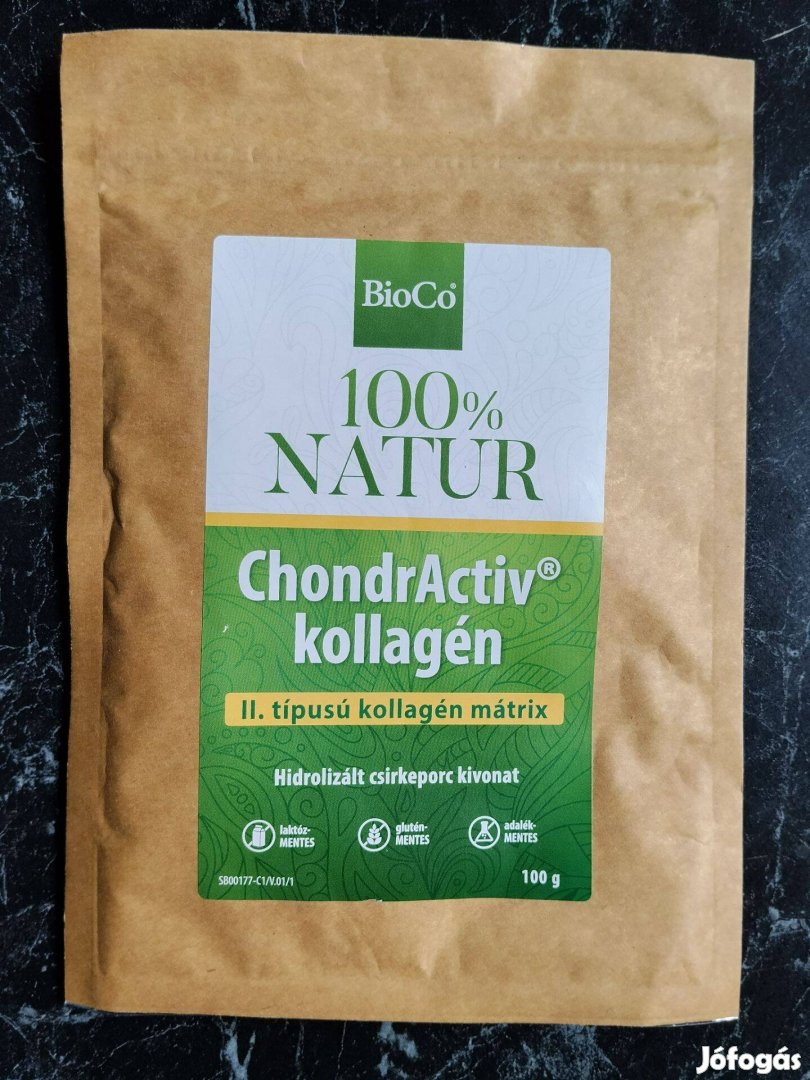 BioCo®
100%
NATUR
ChondrActiv®
kollagén
II. típusú kollagén mátrix
Hidrolizált csirkeporc kivonat
laktóz-
MENTES
glutén-
MENTES
adalék-
MENTES
SB00177-C1/V.01/1
100 g
Jófogás